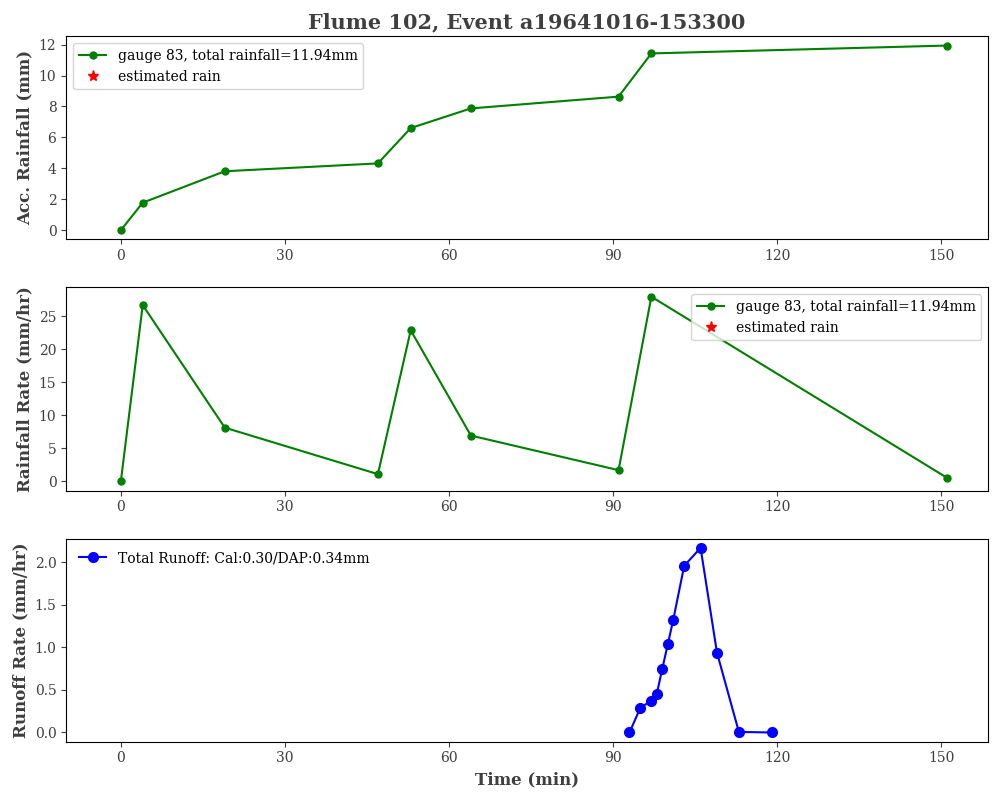 Flume 102, Event a19641016-153300
Acc. Rainfall (mm)
12
10
8
6
4
2
0
gauge 83, total rainfall=11.94mm
estimated rain
0 30 60 90 120 150
Rainfall Rate (mm/hr)
25
20
15
10
5
0
gauge 83, total rainfall=11.94mm
estimated rain
0 30 60 90 120 150
Runoff Rate (mm/hr)
2.0
1.5
1.0
0.5
0.0
Total Runoff: Cal:0.30/DAP:0.34mm
0 30 60 90 120 150
Time (min)